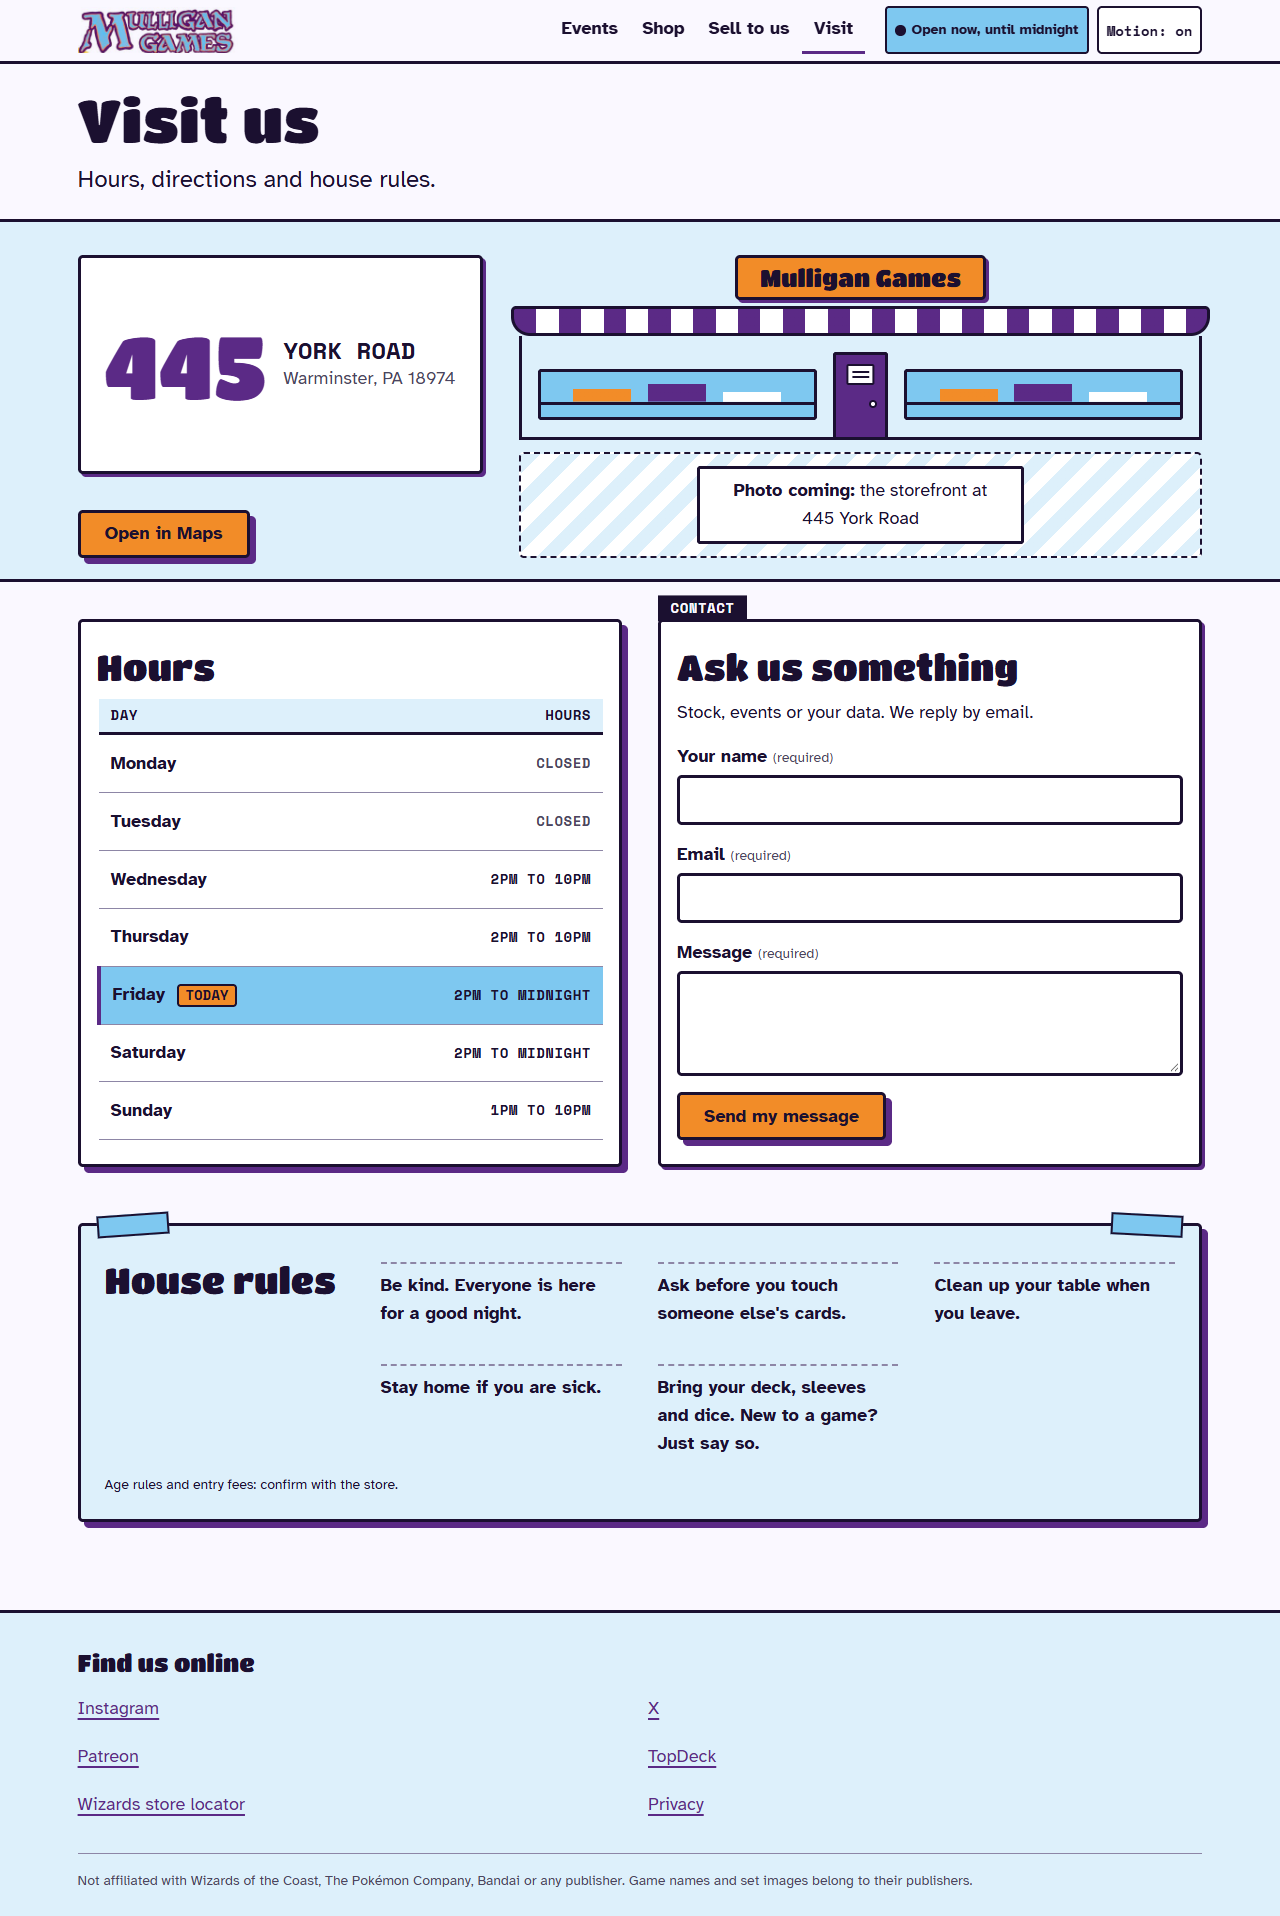 MULLIGAN GAMES
Events Shop Sell to us Visit Open now, until midnight Motion: on
Visit us
Hours, directions and house rules.
445 YORK ROAD
Warminster, PA 18974
Open in Maps
Mulligan Games
Photo coming: the storefront at
445 York Road
Hours
DAY HOURS
Monday CLOSED
Tuesday CLOSED
Wednesday 2PM TO 10PM
Thursday 2PM TO 10PM
Friday TODAY 2PM TO MIDNIGHT
Saturday 2PM TO MIDNIGHT
Sunday 1PM TO 10PM
CONTACT
Ask us something
Stock, events or your data. We reply by email.
Your name (required)
Email (required)
Message (required)
Send my message
House rules
Be kind. Everyone is here
for a good night.
Ask before you touch
someone else's cards.
Clean up your table when
you leave.
Stay home if you are sick.
Bring your deck, sleeves
and dice. New to a game?
Just say so.
Age rules and entry fees: confirm with the store.
Find us online
Instagram
X
Patreon
TopDeck
Wizards store locator
Privacy
Not affiliated with Wizards of the Coast, The Pokémon Company, Bandai or any publisher. Game names and set images belong to their publishers.